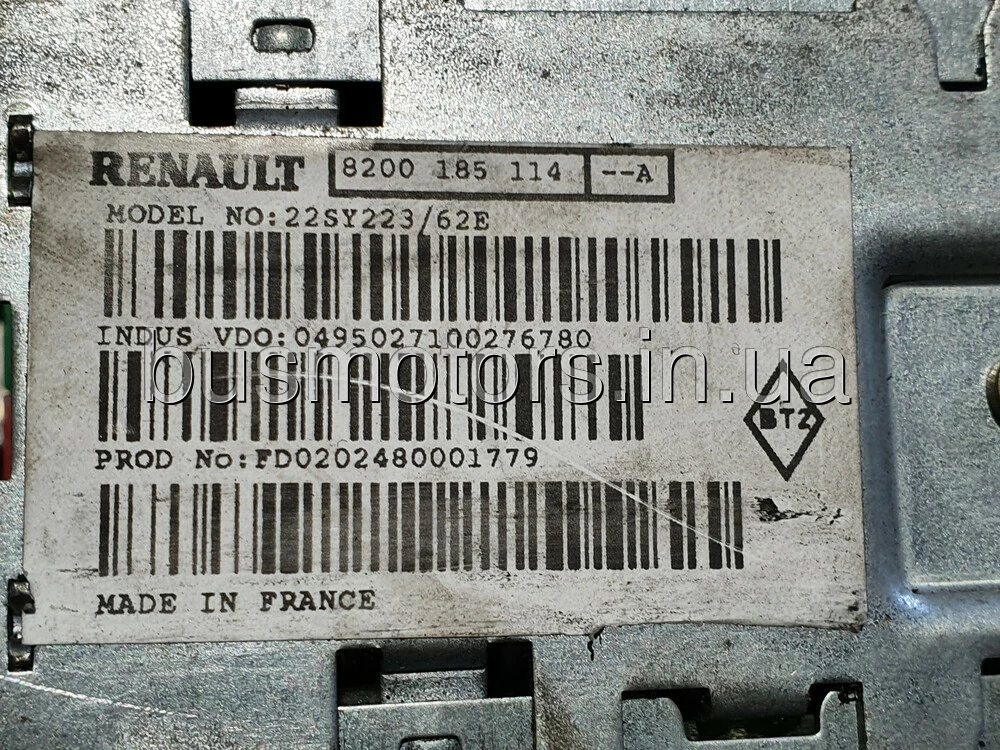 RENAULT 8200 185 114 --A
MODEL NO:22SY223/62E
INDUS VDO:0495027100276780
busmotors.in.ua
BT2
PROD No:FD0202480001779
MADE IN FRANCE